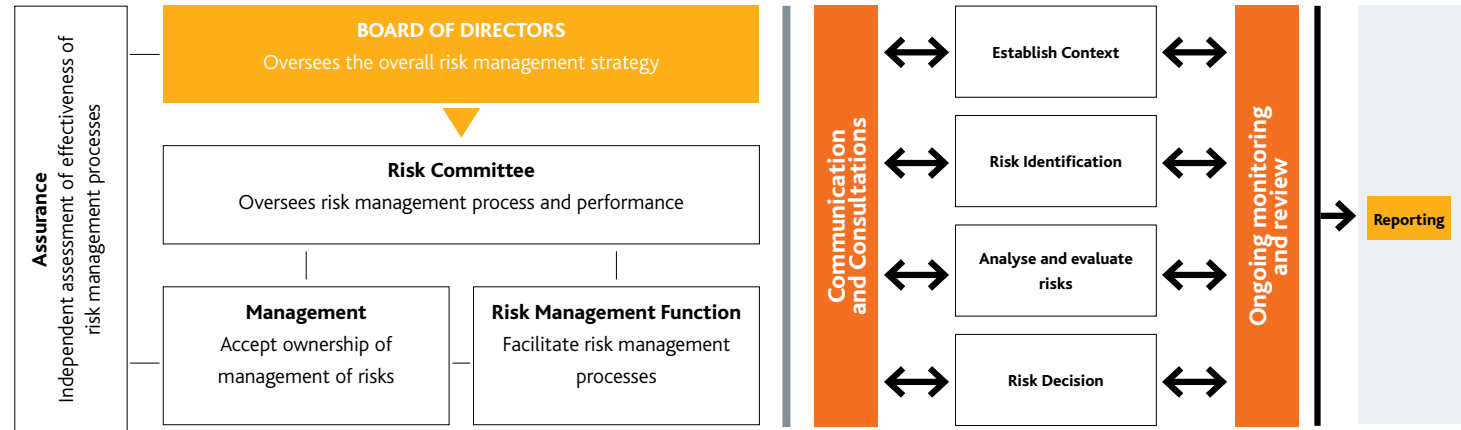 Assurance
Independent assessment of effectiveness of
risk management processes
BOARD OF DIRECTORS
Oversees the overall risk management strategy
Risk Committee
Oversees risk management process and performance
Management
Accept ownership of
management of risks
Risk Management Function
Facilitate risk management
processes
Communication
and Consultations
Establish Context
Risk Identification
Analyse and evaluate
risks
Risk Decision
Ongoing monitoring
and review
Reporting